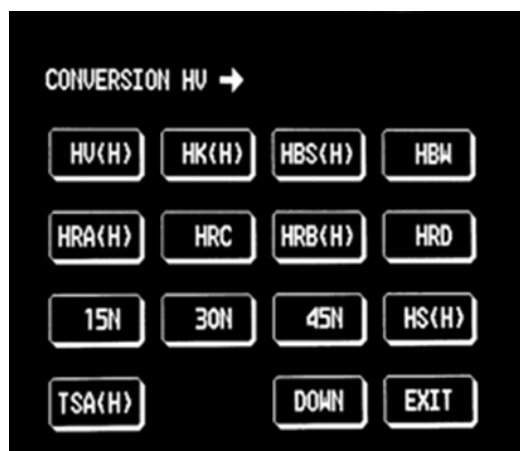 CONVERSION HV →
HV(H) HK(H) HBS(H) HBW
HRA(H) HRC HRB(H) HRD
15N 30N 45N HS(H)
TSA(H) DOWN EXIT